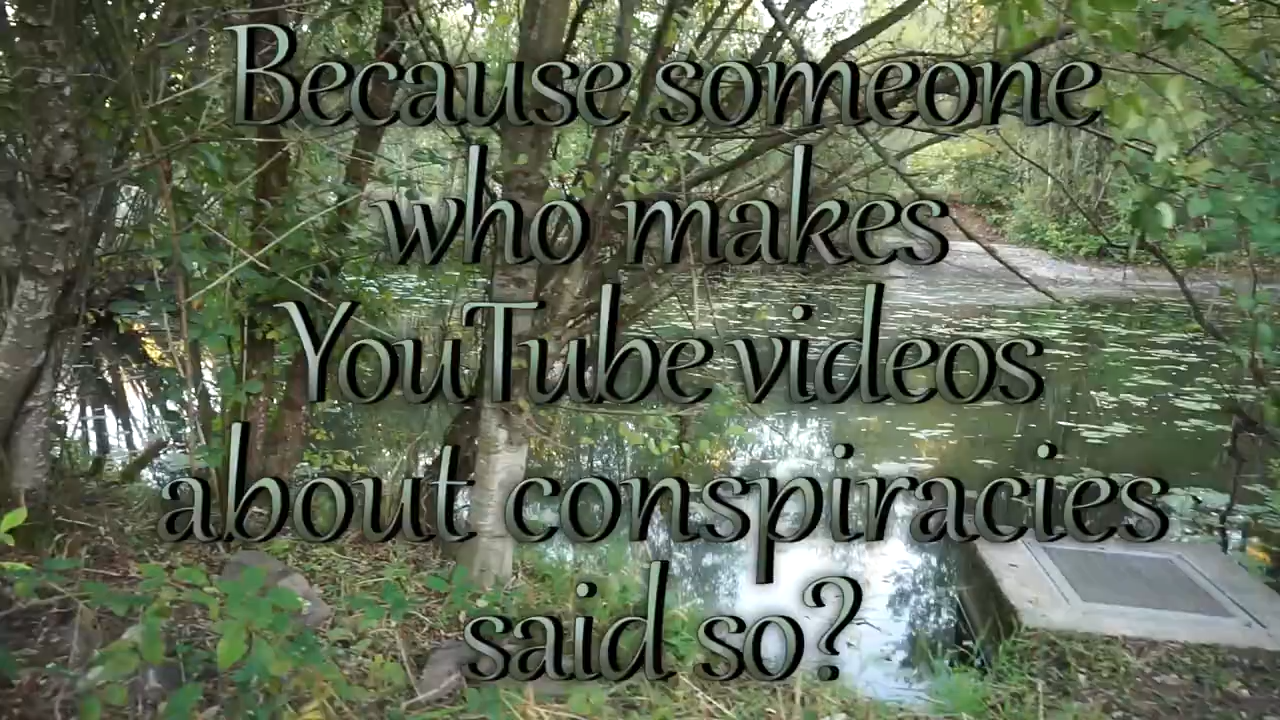 Because someone
who makes
YouTube videos
about conspiracies
said so?